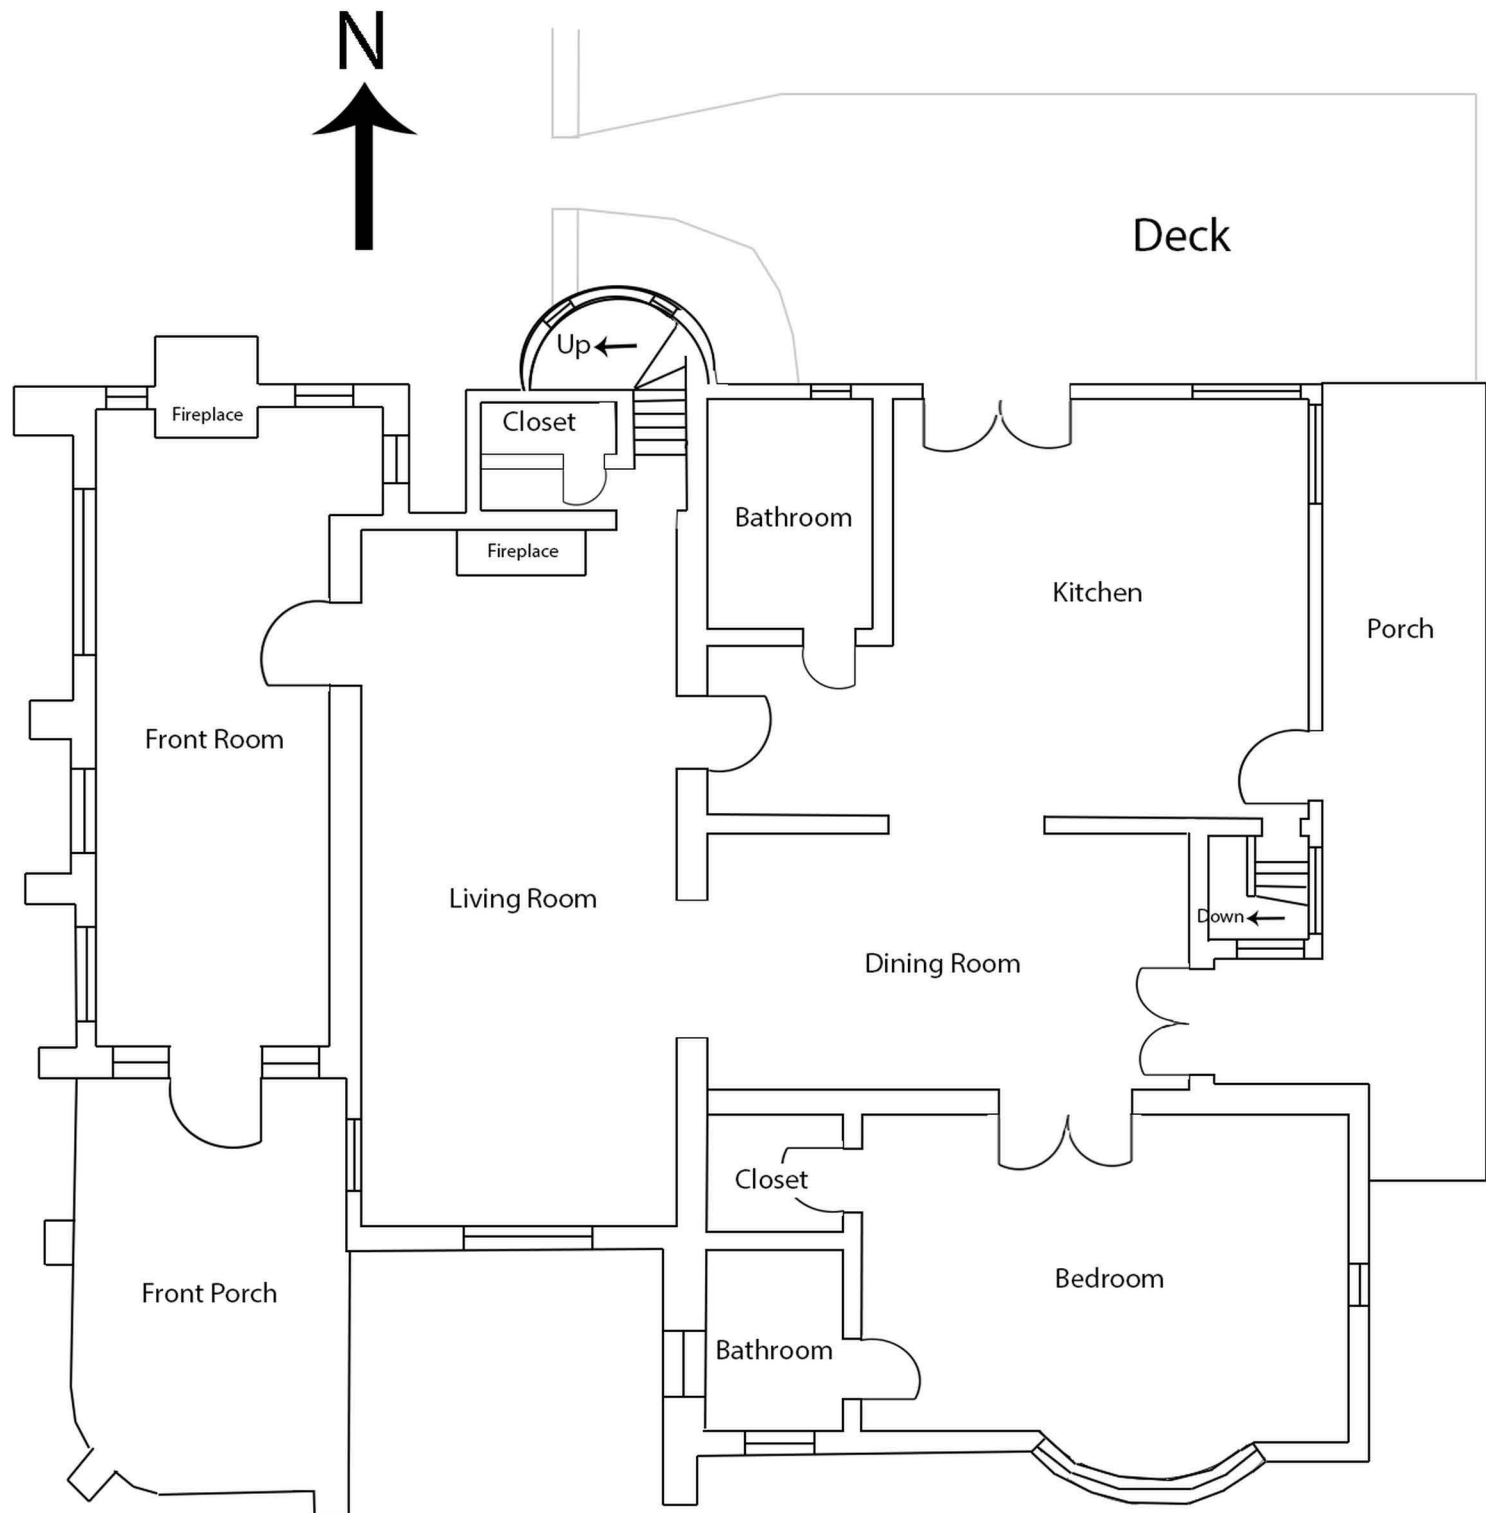 N
Deck
Up
Fireplace
Closet
Bathroom
Fireplace
Kitchen
Porch
Front Room
Living Room
Down
Dining Room
Closet
Bedroom
Front Porch
Bathroom